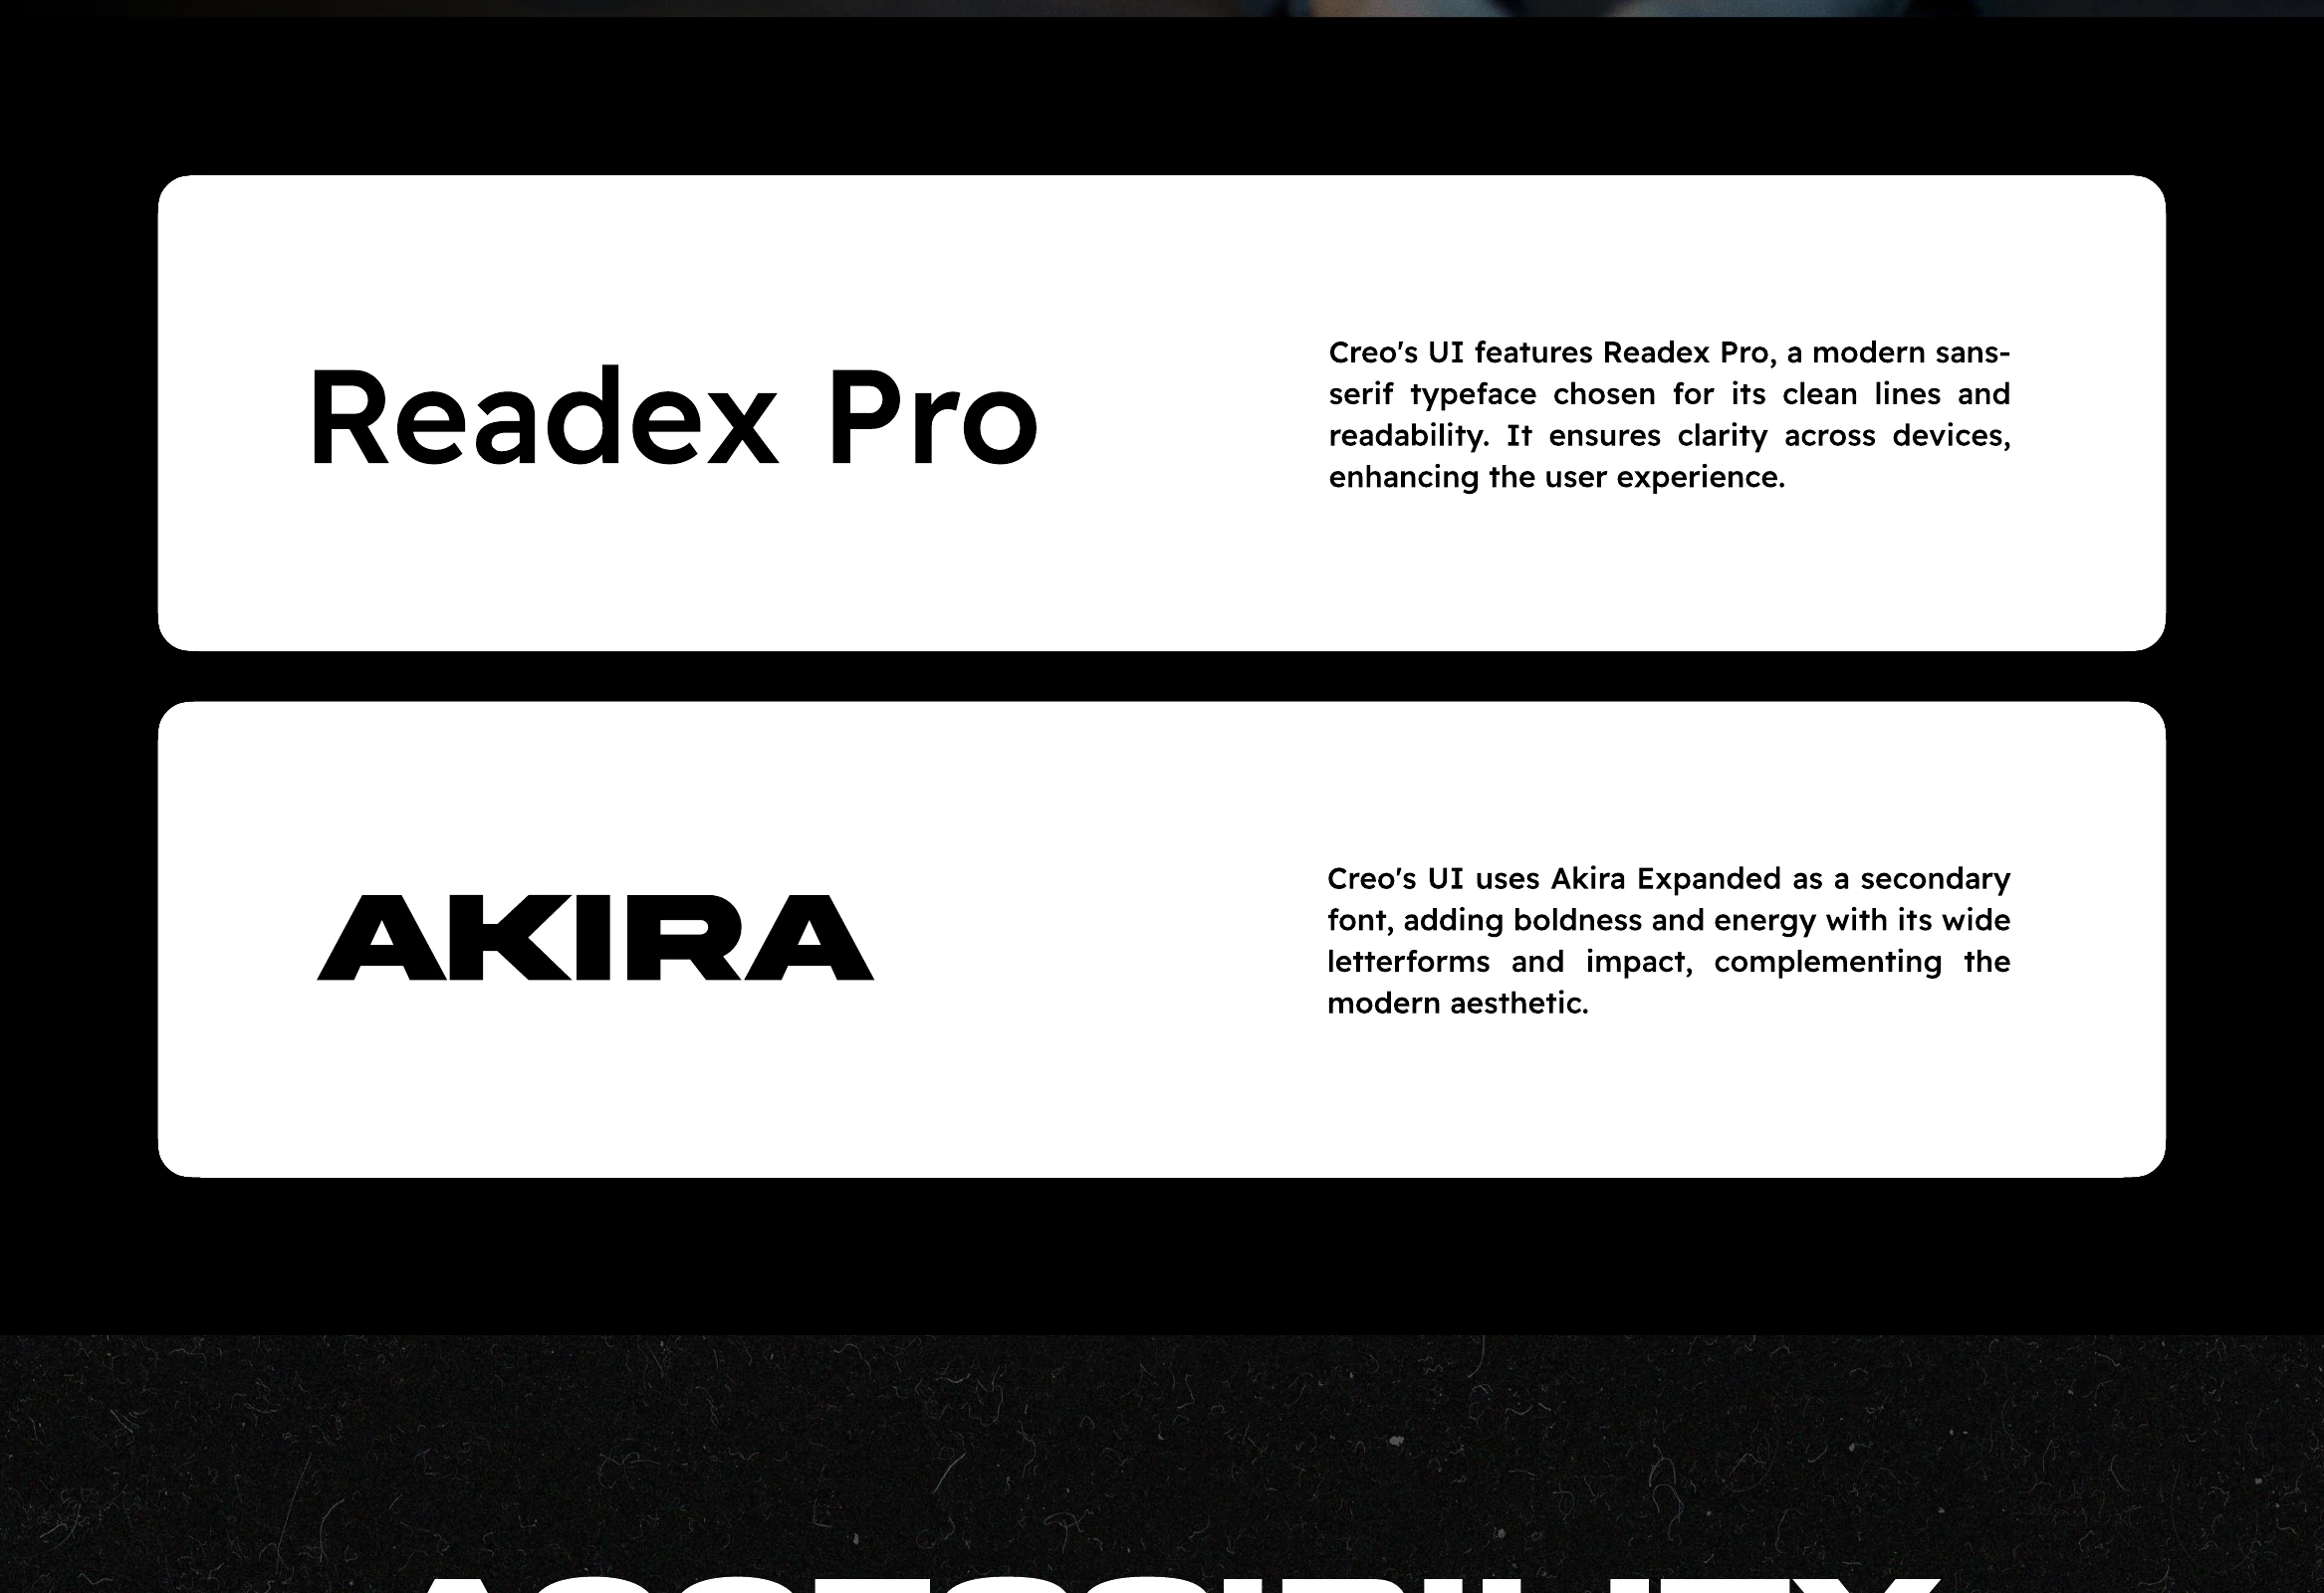 Readex Pro
Creo's UI features Readex Pro, a modern sans-
serif typeface chosen for its clean lines and
readability. It ensures clarity across devices,
enhancing the user experience.
AKIRA
Creo's UI uses Akira Expanded as a secondary
font, adding boldness and energy with its wide
letterforms and impact, complementing the
modern aesthetic.
ACCESSIBILITY